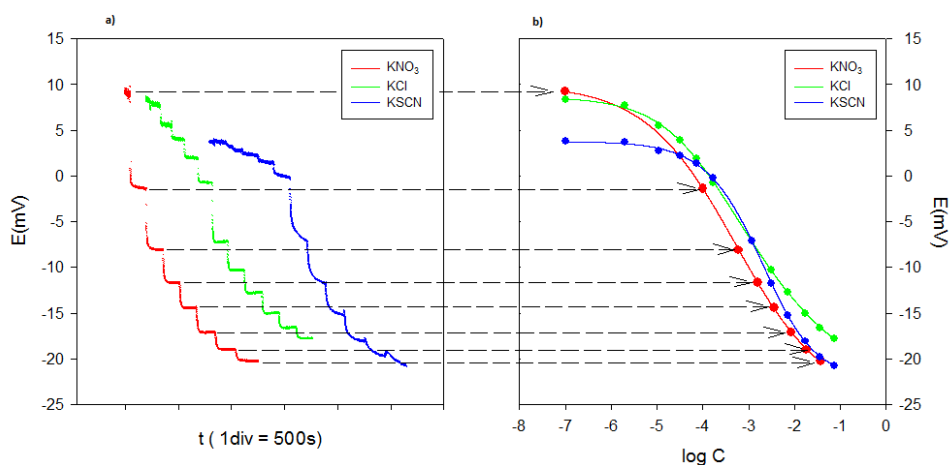 a)
b)
15
10
5
0
-5
-10
-15
-20
-25
E(mV)
KNO₃
KCl
KSCN
t ( 1div = 500s)
KNO₃
KCl
KSCN
-8 -7 -6 -5 -4 -3 -2 -1 0
log C
15
10
5
0
-5
-10
-15
-20
-25
E(mV)